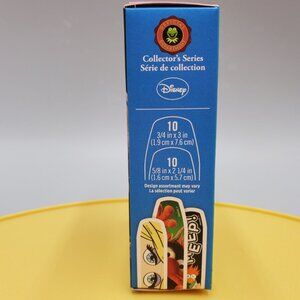 Collector's Series
Série de collection
Disney
10
3/4 in x 3 in
(1.9 cm x 7.6 cm)
10
5/8 in x 2 1/4 in
(1.6 cm x 5.7 cm)
Design assortment may vary
La sélection peut varier
MEEP!